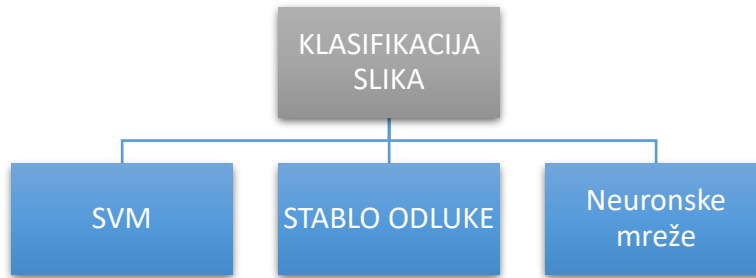 KLASIFIKACIJA
SLIKA
SVM
STABLO ODLUKE
Neuronske
mreže